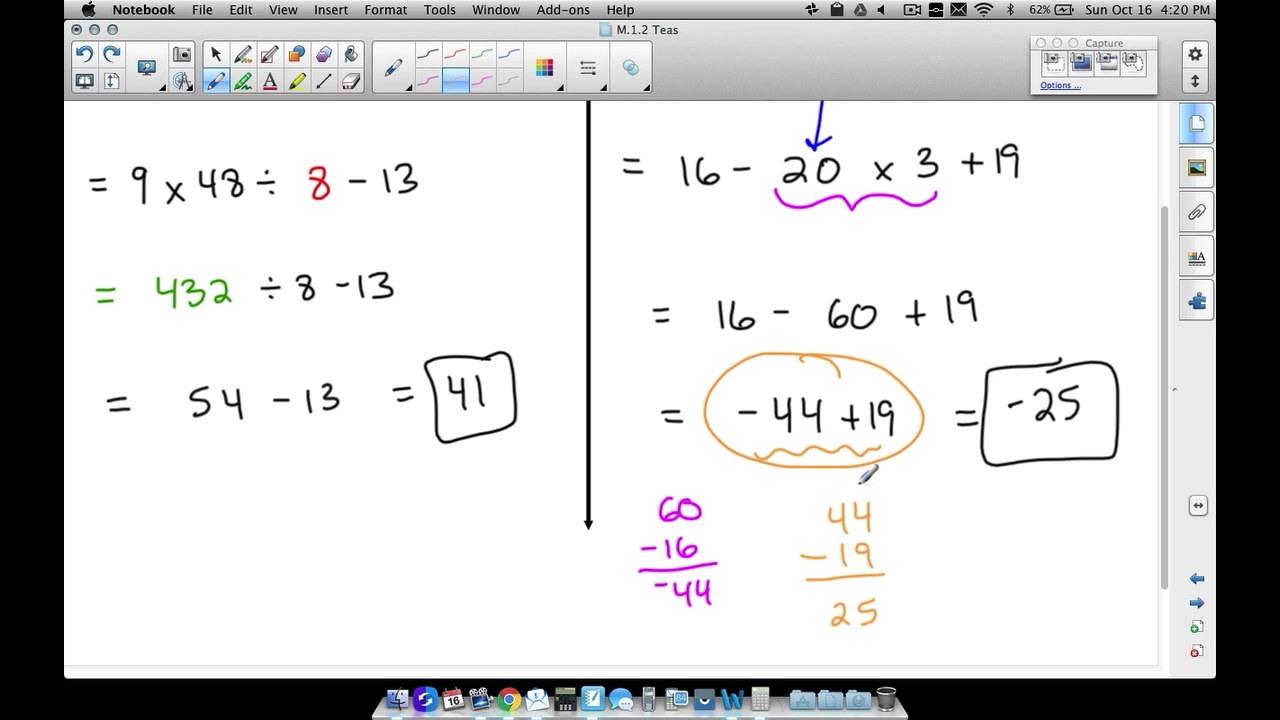 Notebook File Edit View Insert Format Tools Window Add-ons Help 62% Sun Oct 16 4:20 PM
M.1.2 Teas
Capture
Options ...
= 9 x 48 ÷ 8 - 13
= 432 ÷ 8 - 13
= 54 - 13 = 41
= 16 - 20 x 3 + 19
= 16 - 60 + 19
= - 44 + 19 = -25
60
-16
-44
44
- 19
25